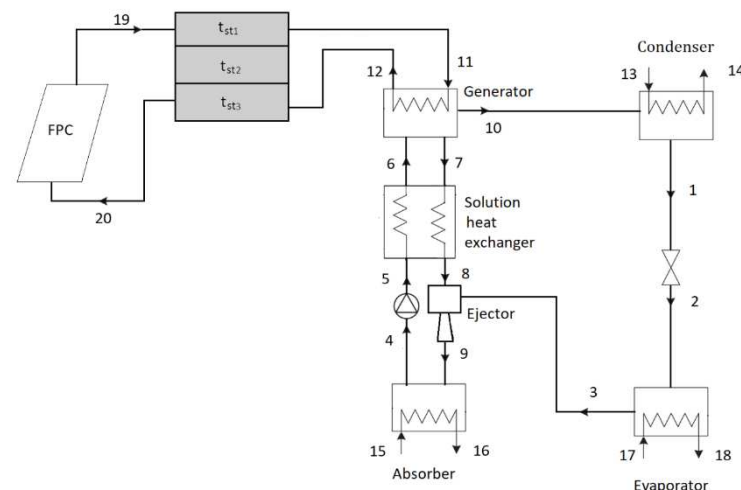 19
t_st1
t_st2
t_st3
FPC
20
12
11
Generator
10
Condenser
13
14
6
7
1
Solution
heat
exchanger
5
8
2
Ejector
4
9
3
15
16
Absorber
17
18
Evaporator